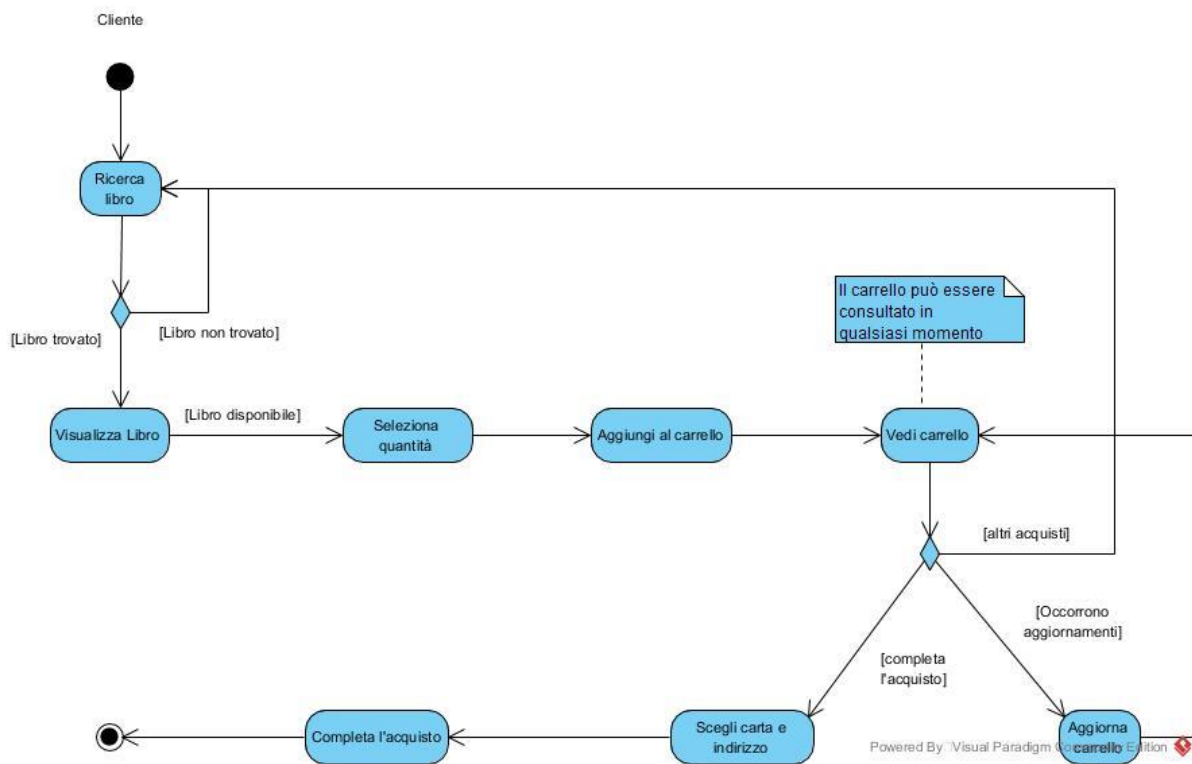 Cliente
Ricerca
libro
[Libro trovato]
[Libro non trovato]
Il carrello può essere
consultato in
qualsiasi momento
Visualizza Libro
[Libro disponibile]
Seleziona
quantità
Aggiungi al carrello
Vedi carrello
[altri acquisti]
[Occorrono
aggiornamenti]
[completa
l'acquisto]
Completa l'acquisto
Scegli carta e
indirizzo
Aggiorna
carrello
Powered By Visual Paradigm Community Edition